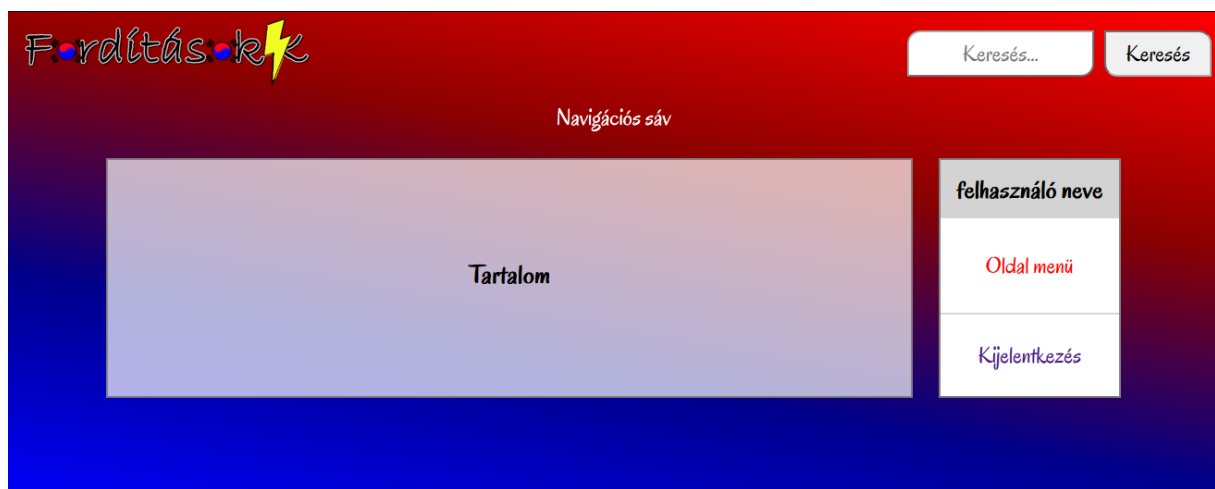 Fordítások
Keresés...
Keresés
Navigációs sáv
Tartalom
felhasználó neve
Oldal menü
Kijelentkezés